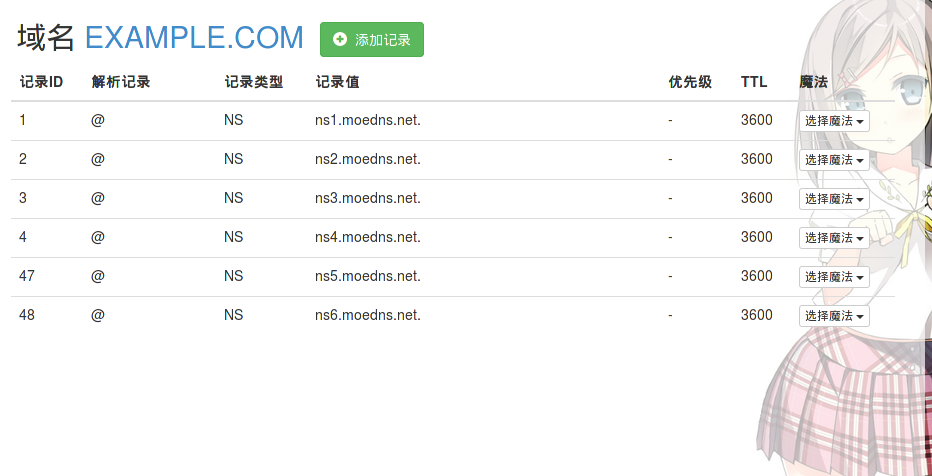 域名 EXAMPLE.COM 添加记录
记录ID 解析记录 记录类型 记录值 优先级 TTL 魔法
1 @ NS ns1.moedns.net. - 3600 选择魔法
2 @ NS ns2.moedns.net. - 3600 选择魔法
3 @ NS ns3.moedns.net. - 3600 选择魔法
4 @ NS ns4.moedns.net. - 3600 选择魔法
47 @ NS ns5.moedns.net. - 3600 选择魔法
48 @ NS ns6.moedns.net. - 3600 选择魔法